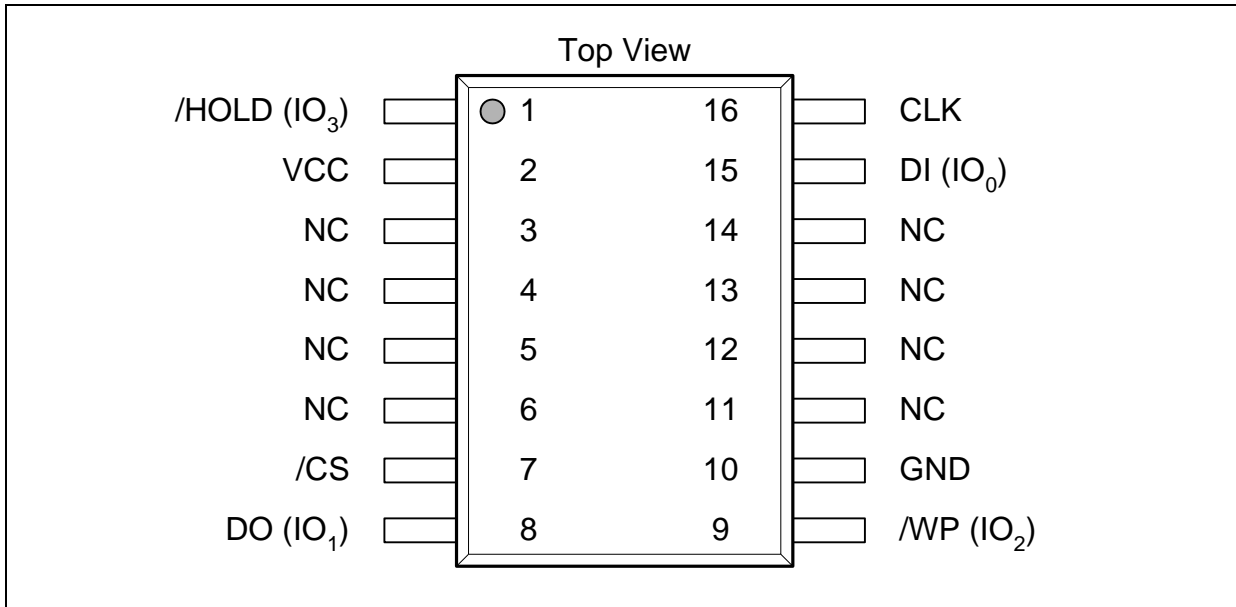 Top View
/HOLD (IO₃) 1 16 CLK
VCC 2 15 DI (IO₀)
NC 3 14 NC
NC 4 13 NC
NC 5 12 NC
NC 6 11 NC
/CS 7 10 GND
DO (IO₁) 8 9 /WP (IO₂)